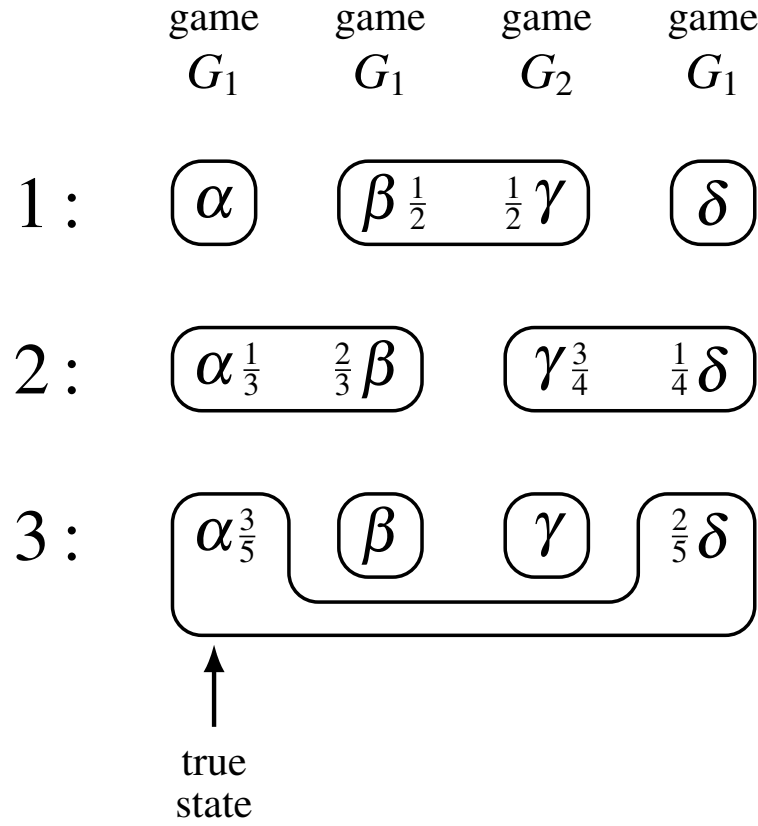 game game game game
G₁ G₁ G₂ G₁
1 : α β 1/2 1/2 γ δ
2 : α 1/3 2/3 β γ 3/4 1/4 δ
3 : α 3/5 β γ 2/5 δ
true
state